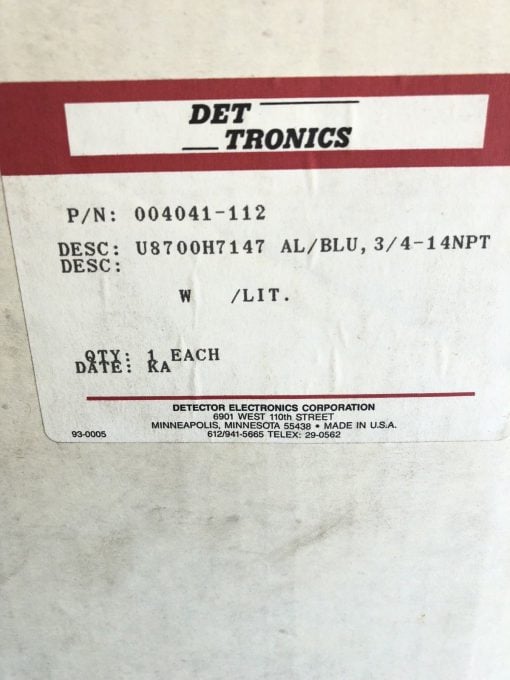 DET
TRONICS
P/N: 004041-112
DESC: U8700H7147 AL/BLU, 3/4-14NPT
DESC:
W /LIT.
QTY: 1 EACH
DATE: KA
DETECTOR ELECTRONICS CORPORATION
6901 WEST 110th STREET
MINNEAPOLIS, MINNESOTA 55438 • MADE IN U.S.A.
93-0005 612/941-5665 TELEX: 29-0562